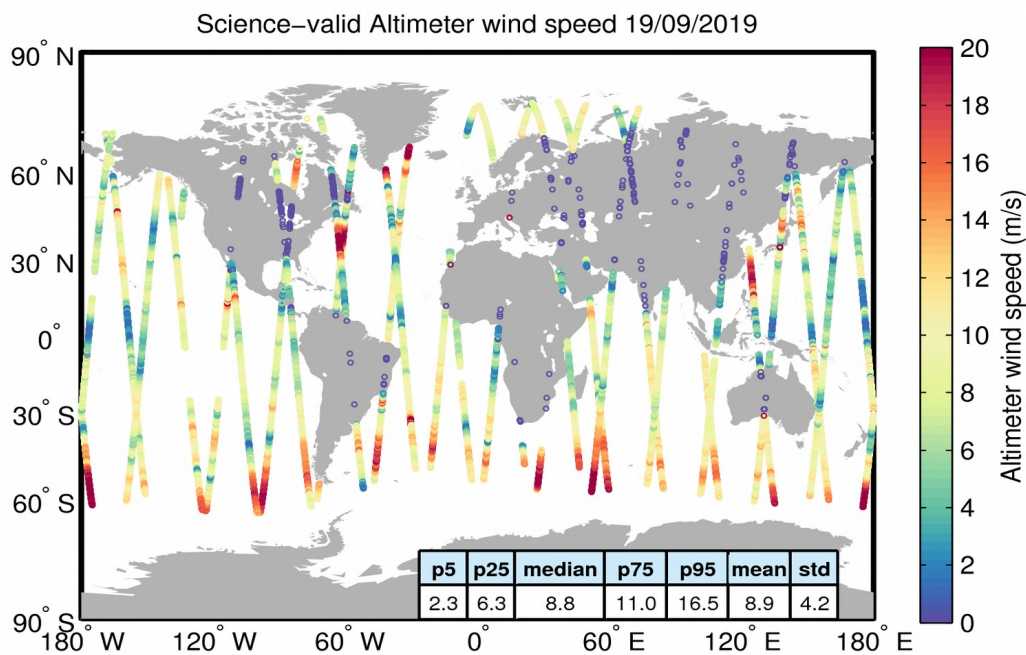 Science−valid Altimeter wind speed 19/09/2019
90° N
60° N
30° N
0°
30° S
60° S
90° S
180° W
120° W
60° W
0°
60° E
120° E
180° E
p5 p25 median p75 p95 mean std
2.3 6.3 8.8 11.0 16.5 8.9 4.2
20
18
16
14
12
10
8
6
4
2
0
Altimeter wind speed (m/s)